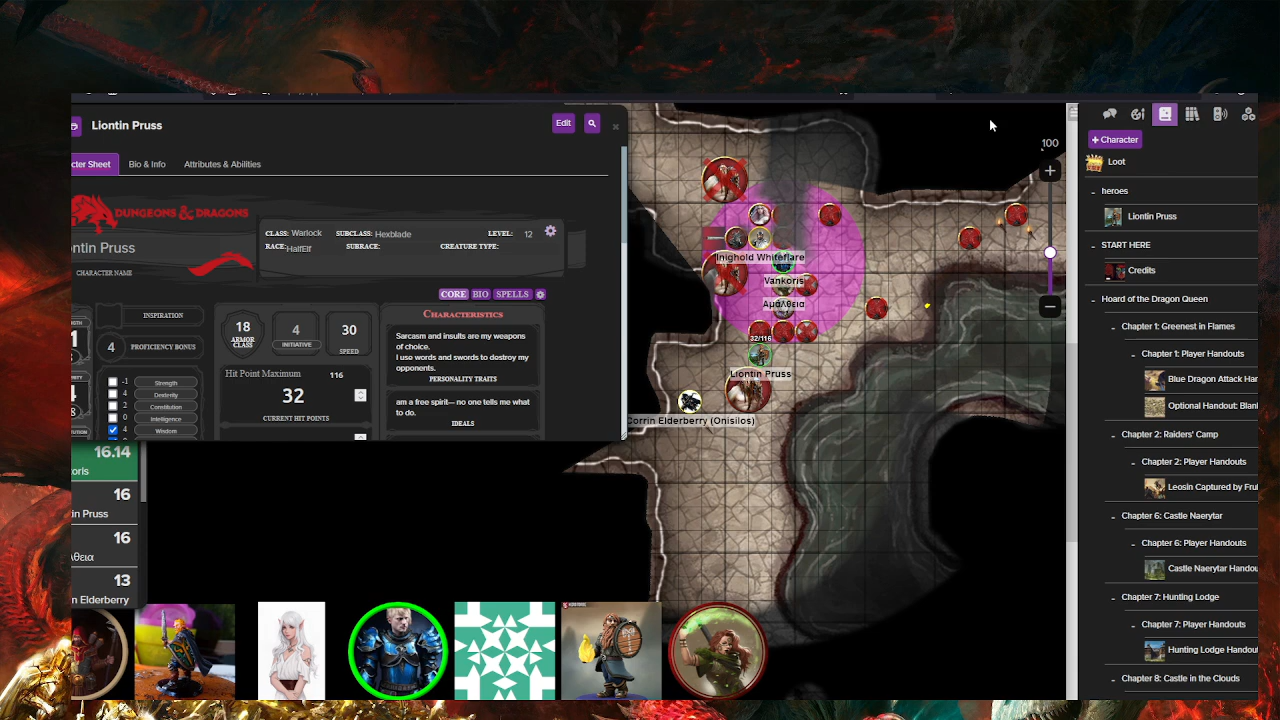 Liontin Pruss
Edit
cter Sheet
Bio & Info
Attributes & Abilities
DUNGEONS & DRAGONS
ntin Pruss
CHARACTER NAME
CLASS: Warlock
SUBCLASS: Hexblade
LEVEL: 12
RACE: HalfElf
SUBRACE:
CREATURE TYPE:
CORE
BIO
SPELLS
INSPIRATION
4
PROFICIENCY BONUS
-1
Strength
4
Dexterity
2
Constitution
0
Intelligence
4
Wisdom
18
ARMOR
CLASS
4
INITIATIVE
30
SPEED
Hit Point Maximum
116
32
CURRENT HIT POINTS
CHARACTERISTICS
Sarcasm and insults are my weapons
of choice.
I use words and swords to destroy my
opponents.
PERSONALITY TRAITS
am a free spirit— no one tells me what
to do.
IDEALS
16.14
oris
16
in Pruss
16
λθεια
13
n Elderberry
Inighold Whiteflare
Vankoris
Αμαλθεια
32/116
Liontin Pruss
Corrin Elderberry (Onisilos)
100
+ Character
Loot
heroes
Liontin Pruss
START HERE
Credits
Hoard of the Dragon Queen
Chapter 1: Greenest in Flames
Chapter 1: Player Handouts
Blue Dragon Attack Har
Optional Handout: Blan
Chapter 2: Raiders' Camp
Chapter 2: Player Handouts
Leosin Captured by Fru
Chapter 6: Castle Naerytar
Chapter 6: Player Handouts
Castle Naerytar Handou
Chapter 7: Hunting Lodge
Chapter 7: Player Handouts
Hunting Lodge Handou
Chapter 8: Castle in the Clouds